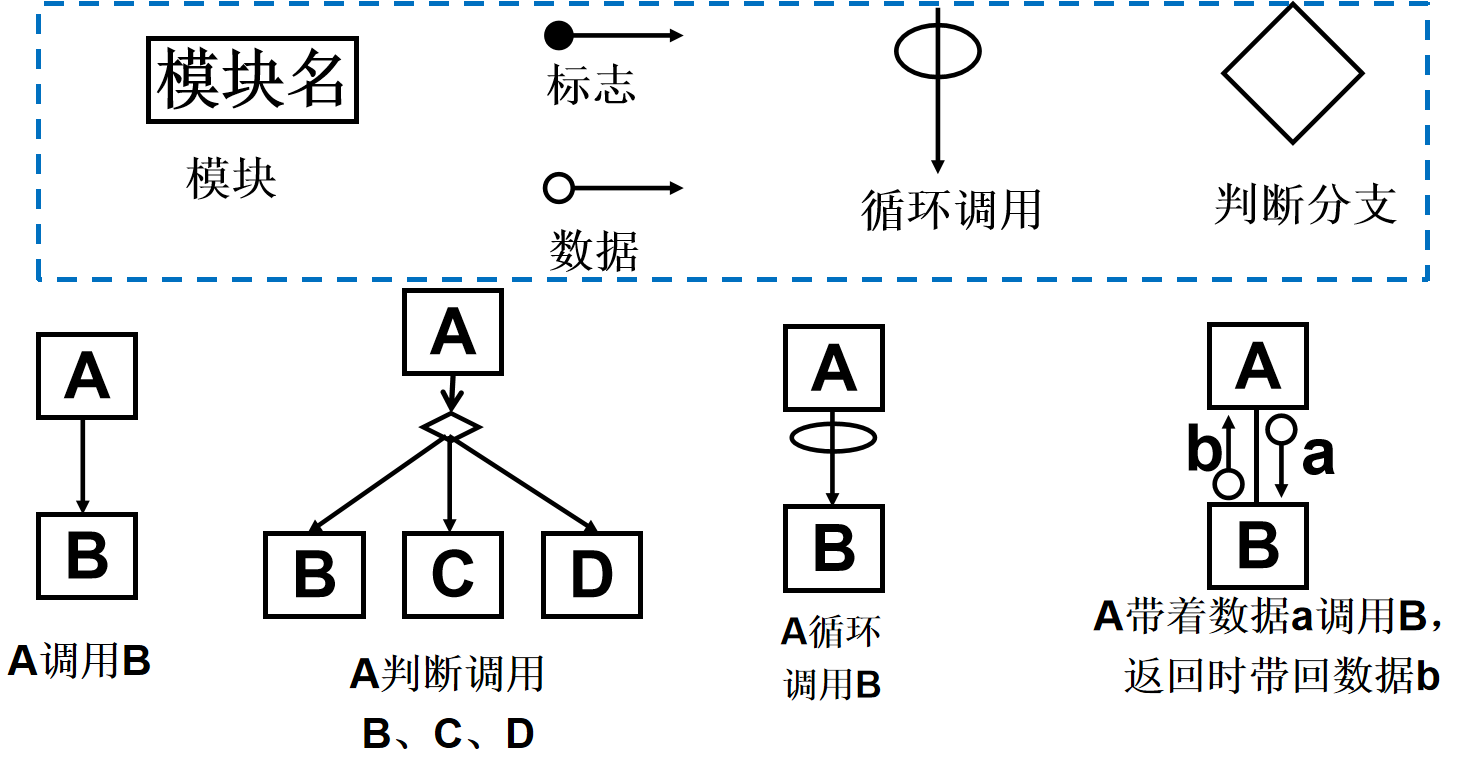 模块名
模块
标志
数据
循环调用
判断分支
A
B
A调用B
A
B
C
D
A判断调用
B、C、D
A
B
A循环
调用B
A
b
a
B
A带着数据a调用B，
返回时带回数据b